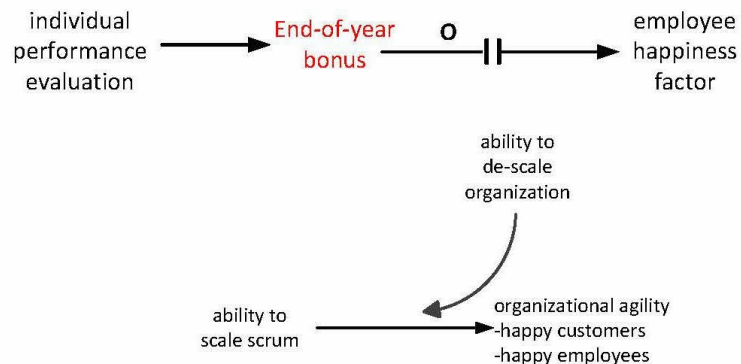 individual
performance
evaluation
End-of-year
bonus
O
employee
happiness
factor
ability to
de-scale
organization
ability to
scale scrum
organizational agility
-happy customers
-happy employees